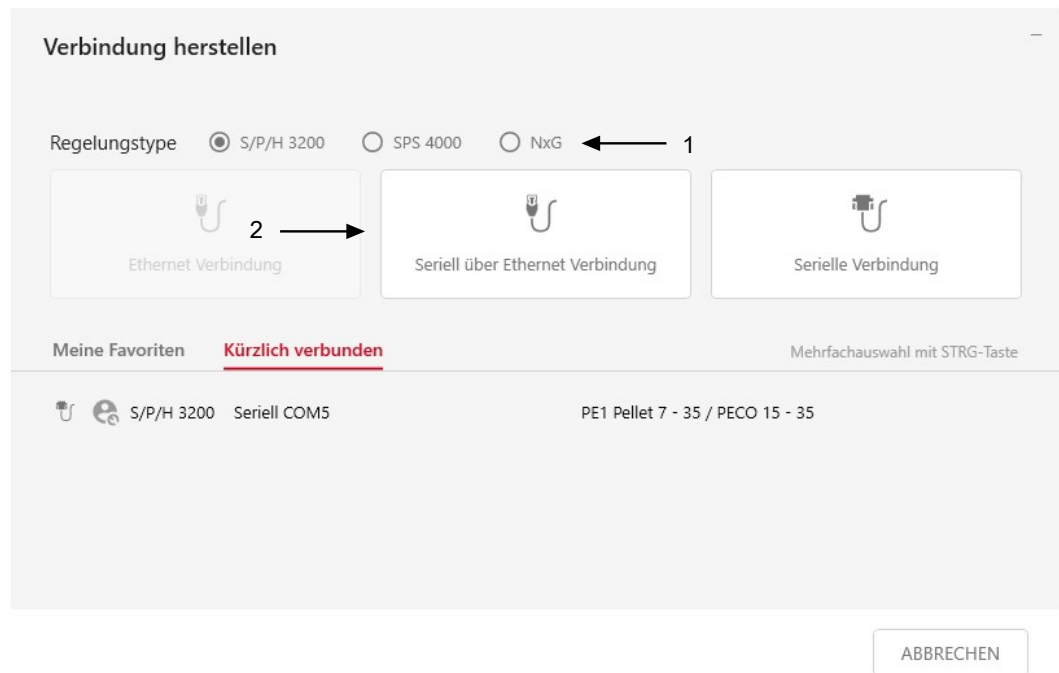 Verbindung herstellen
Regelungstype S/P/H 3200 SPS 4000 NxG 1
2
Ethernet Verbindung Seriell über Ethernet Verbindung Serielle Verbindung
Meine Favoriten Kürzlich verbunden Mehrfachauswahl mit STRG-Taste
S/P/H 3200 Seriell COM5 PE1 Pellet 7 - 35 / PECO 15 - 35
ABBRECHEN